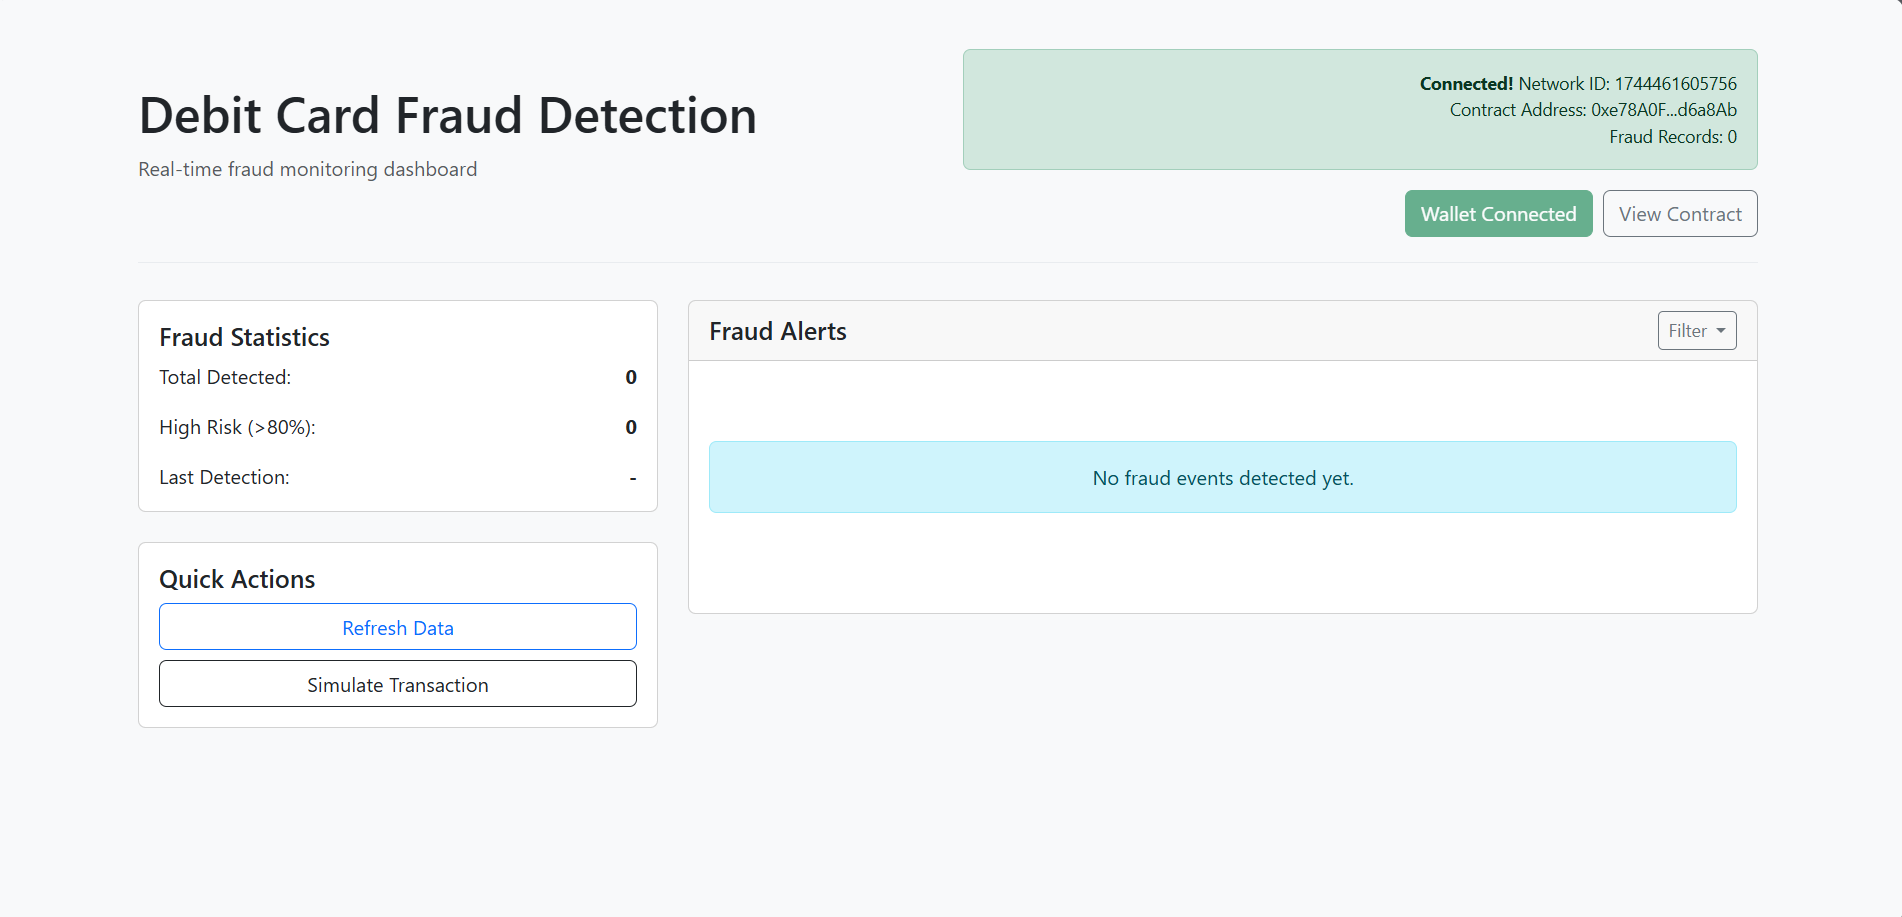 Debit Card Fraud Detection
Real-time fraud monitoring dashboard
Connected! Network ID: 1744461605756
Contract Address: 0xe78A0F...d6a8Ab
Fraud Records: 0
Wallet Connected
View Contract
Fraud Statistics
Total Detected: 0
High Risk (>80%): 0
Last Detection: -
Quick Actions
Refresh Data
Simulate Transaction
Fraud Alerts
Filter
No fraud events detected yet.